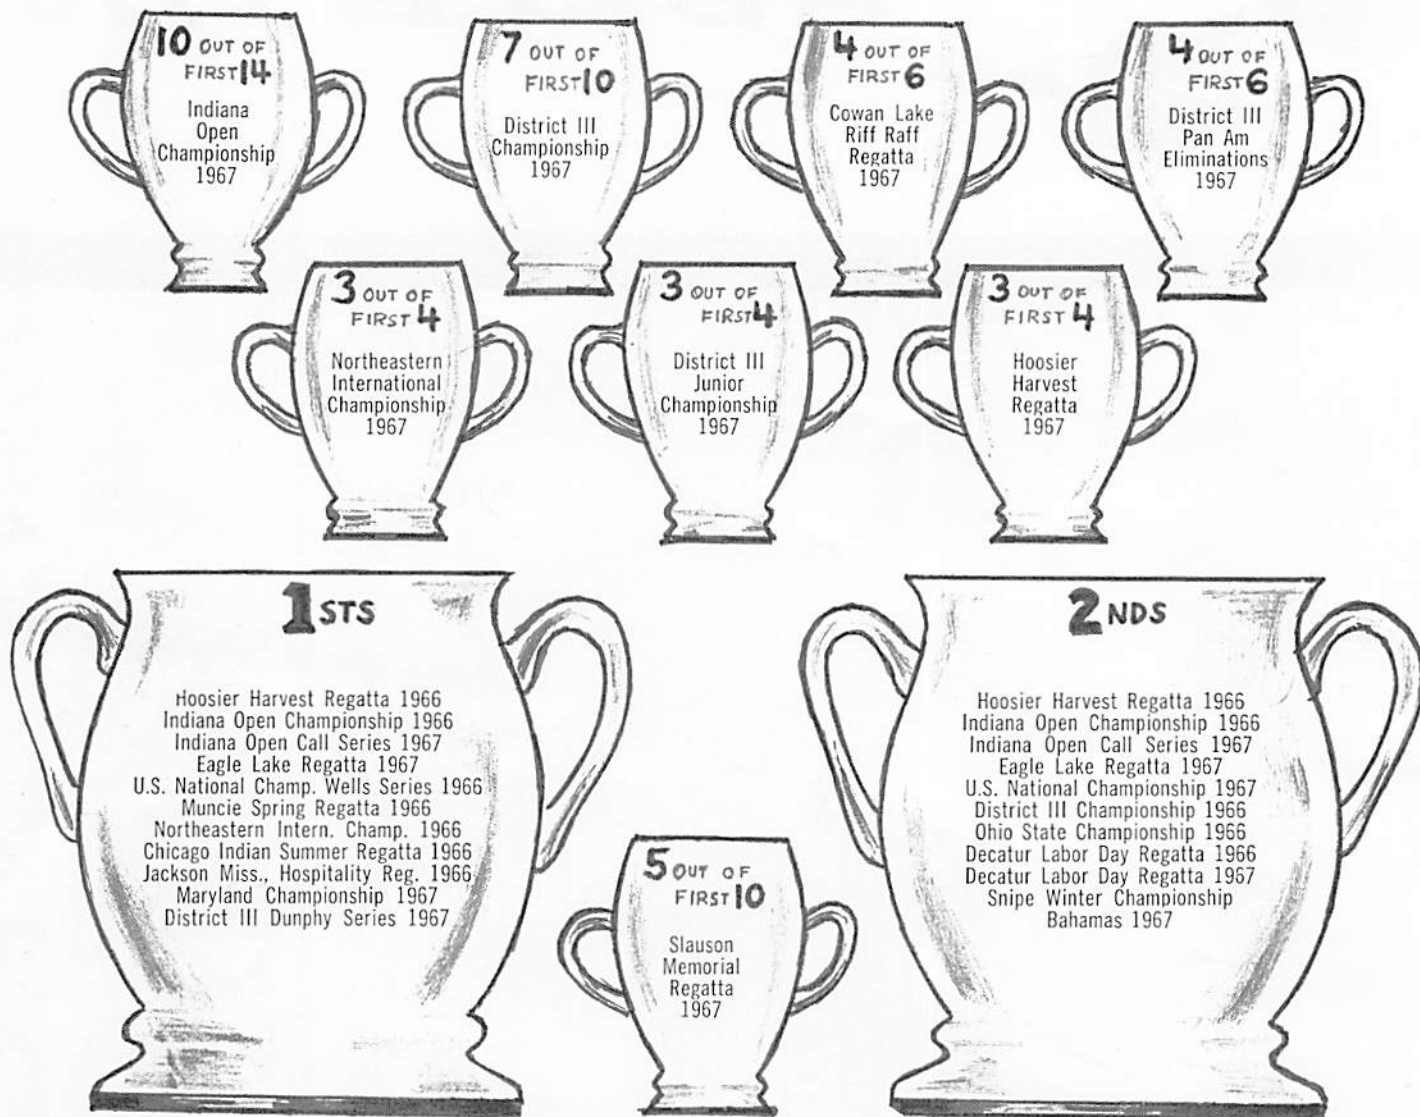 10 OUT OF
FIRST 14
Indiana
Open
Championship
1967
7 OUT OF
FIRST 10
District III
Championship
1967
4 OUT OF
FIRST 6
Cowan Lake
Riff Raff
Regatta
1967
4 OUT OF
FIRST 6
District III
Pan Am
Eliminations
1967
3 OUT OF
FIRST 4
Northeastern
International
Championship
1967
3 OUT OF
FIRST 4
District III
Junior
Championship
1967
3 OUT OF
FIRST 4
Hoosier
Harvest
Regatta
1967
1STS
Hoosier Harvest Regatta 1966
Indiana Open Championship 1966
Indiana Open Call Series 1967
Eagle Lake Regatta 1967
U.S. National Champ. Wells Series 1966
Muncie Spring Regatta 1966
Northeastern Intern. Champ. 1966
Chicago Indian Summer Regatta 1966
Jackson Miss., Hospitality Reg. 1966
Maryland Championship 1967
District III Dunphy Series 1967
5 OUT OF
FIRST 10
Slauson
Memorial
Regatta
1967
2NDS
Hoosier Harvest Regatta 1966
Indiana Open Championship 1966
Indiana Open Call Series 1967
Eagle Lake Regatta 1967
U.S. National Championship 1967
District III Championship 1966
Ohio State Championship 1966
Decatur Labor Day Regatta 1966
Decatur Labor Day Regatta 1967
Snipe Winter Championship
Bahamas 1967